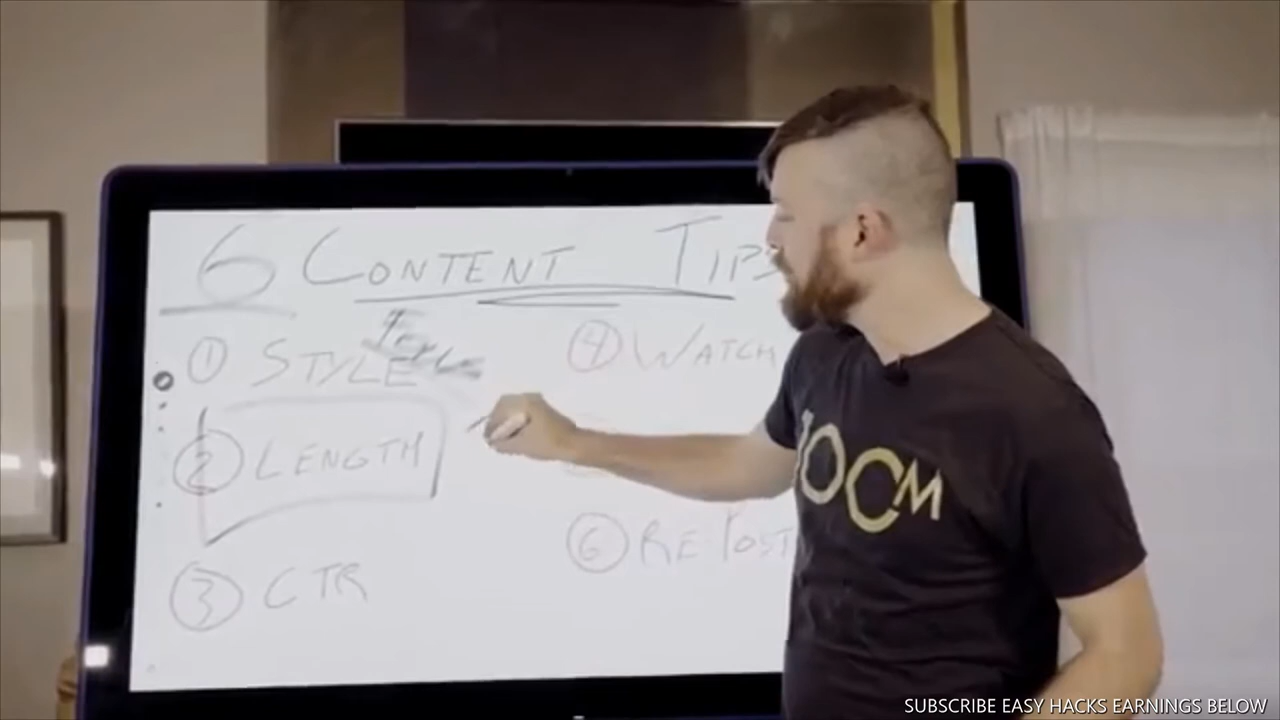 6 CONTENT TIPS
① STYLE
② LENGTH
③ CTR
④ WATCH
⑥ RE-POST
OOCM
SUBSCRIBE EASY HACKS EARNINGS BELOW